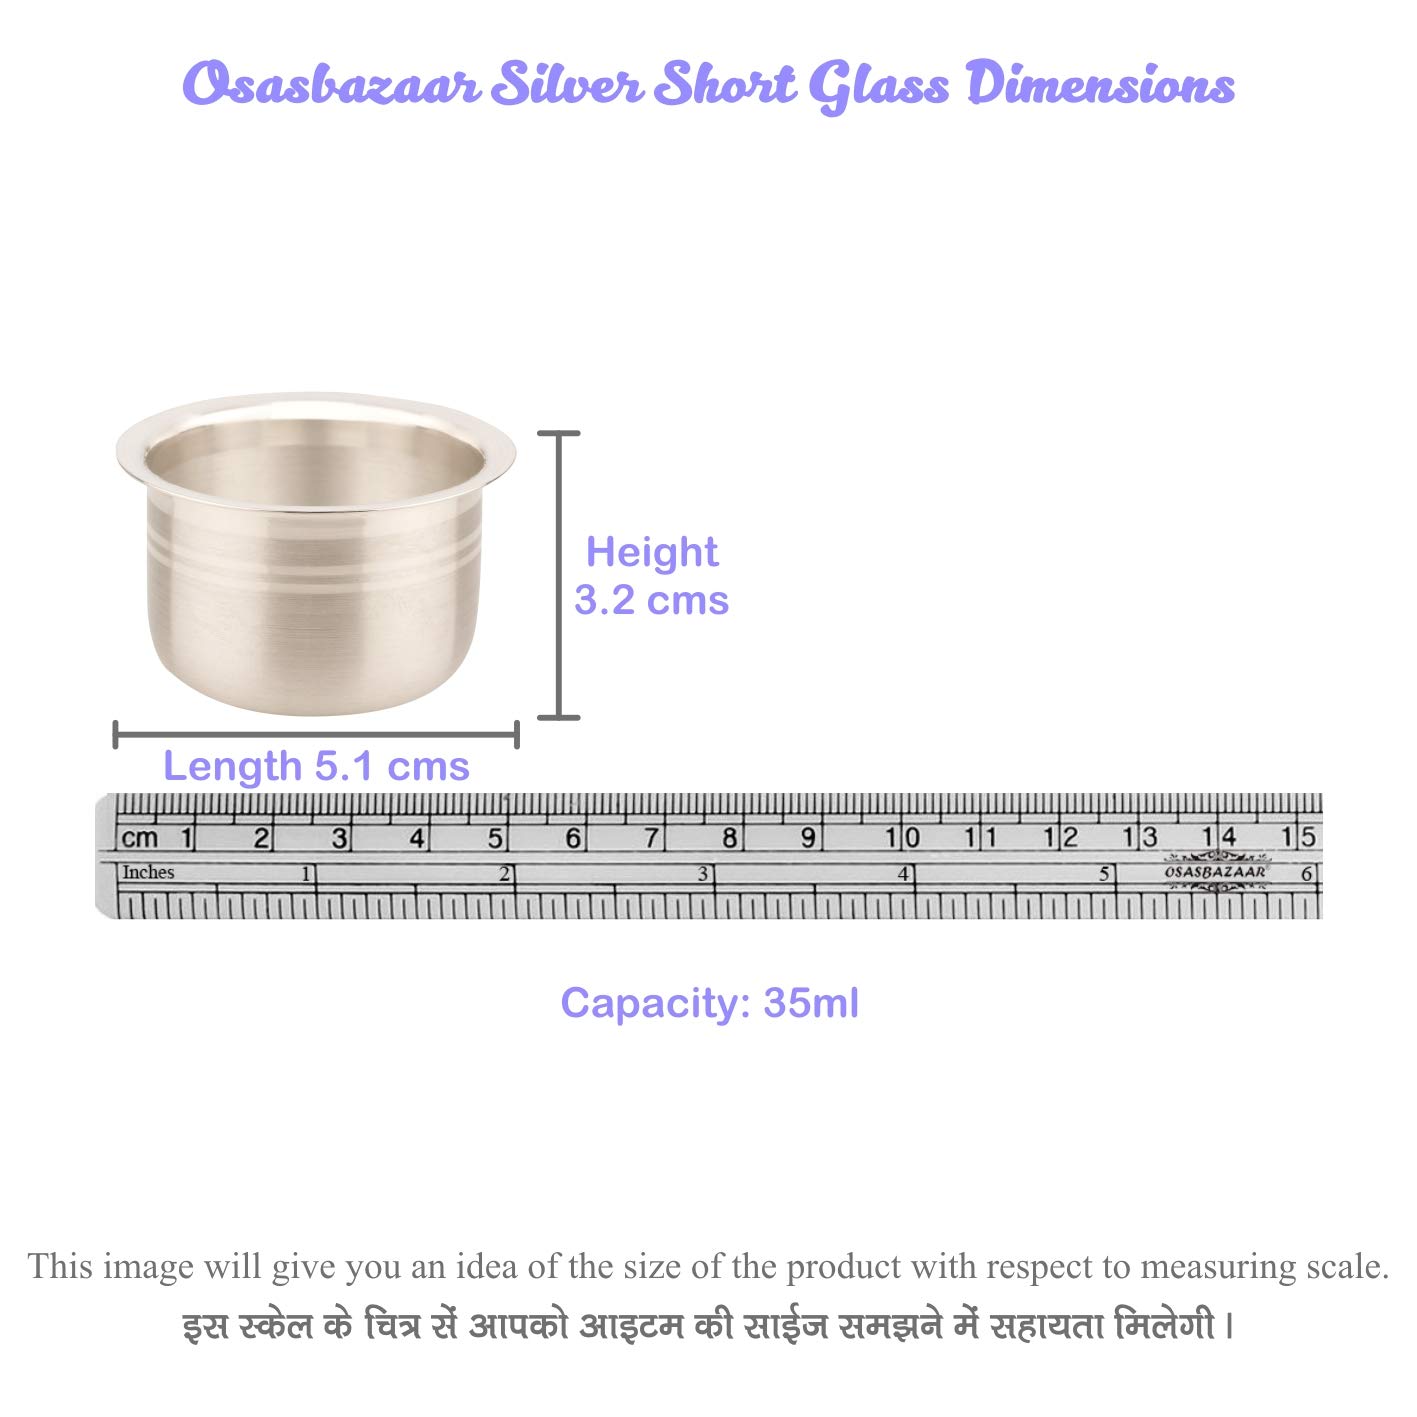 Osasbazaar Silver Short Glass Dimensions
Height
3.2 cms
Length 5.1 cms
cm 1 2 3 4 5 6 7 8 9 10 11 12 13 14 15
Inches 1 2 3 4 5 OSASBAZAAR® 6
Capacity: 35ml
This image will give you an idea of the size of the product with respect to measuring scale.
इस स्केल के चित्र सें आपको आइटम की साईज समझने में सहायता मिलेगी।